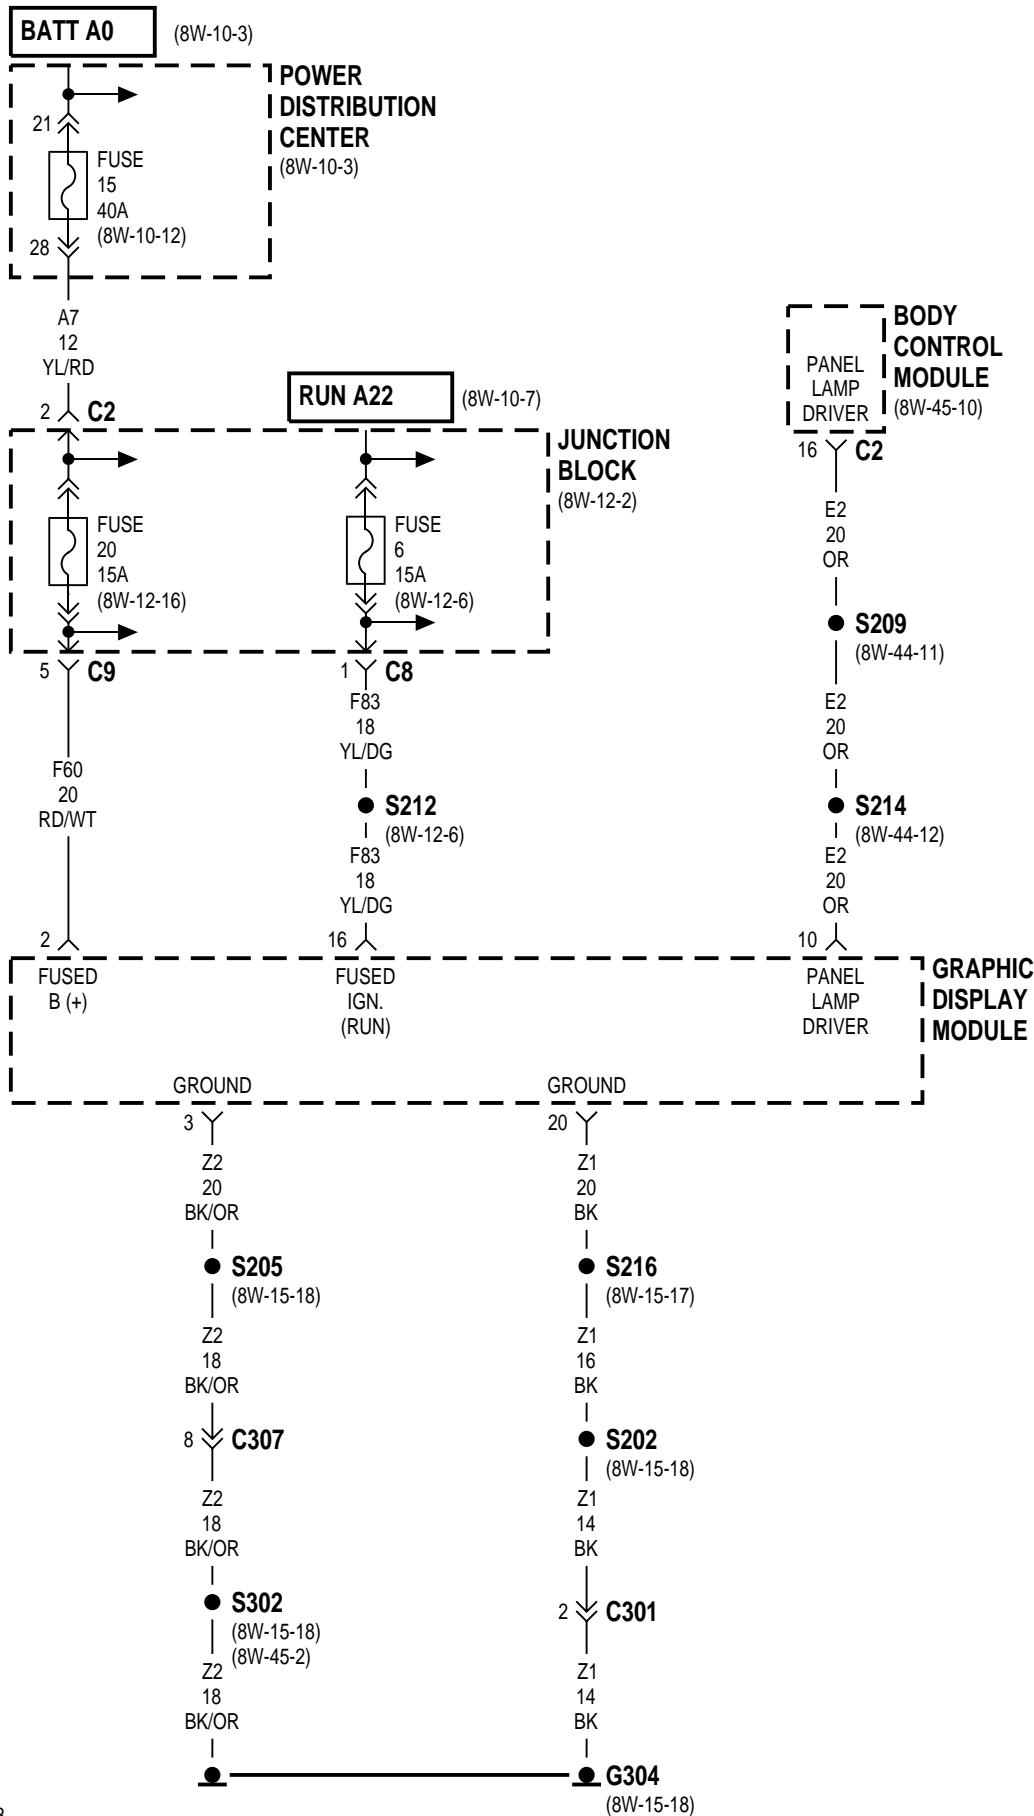 BATT A0 (8W-10-3)
POWER
DISTRIBUTION
CENTER
(8W-10-3)
21
FUSE
15
40A
(8W-10-12)
28
A7
12
YL/RD
2 C2
RUN A22 (8W-10-7)
BODY
CONTROL
MODULE
(8W-45-10)
PANEL
LAMP
DRIVER
16 C2
JUNCTION
BLOCK
(8W-12-2)
FUSE
20
15A
(8W-12-16)
FUSE
6
15A
(8W-12-6)
5 C9
1 C8
E2
20
OR
S209
(8W-44-11)
E2
20
OR
S214
(8W-44-12)
E2
20
OR
F60
20
RD/WT
F83
18
YL/DG
S212
(8W-12-6)
F83
18
YL/DG
2
16
10
FUSED
B (+)
FUSED
IGN.
(RUN)
PANEL
LAMP
DRIVER
GRAPHIC
DISPLAY
MODULE
GROUND
GROUND
3
20
Z2
20
BK/OR
S205
(8W-15-18)
Z2
18
BK/OR
8 C307
Z2
18
BK/OR
S302
(8W-15-18)
(8W-45-2)
Z2
18
BK/OR
Z1
20
BK
S216
(8W-15-17)
Z1
16
BK
S202
(8W-15-18)
Z1
14
BK
2 C301
Z1
14
BK
G304
(8W-15-18)